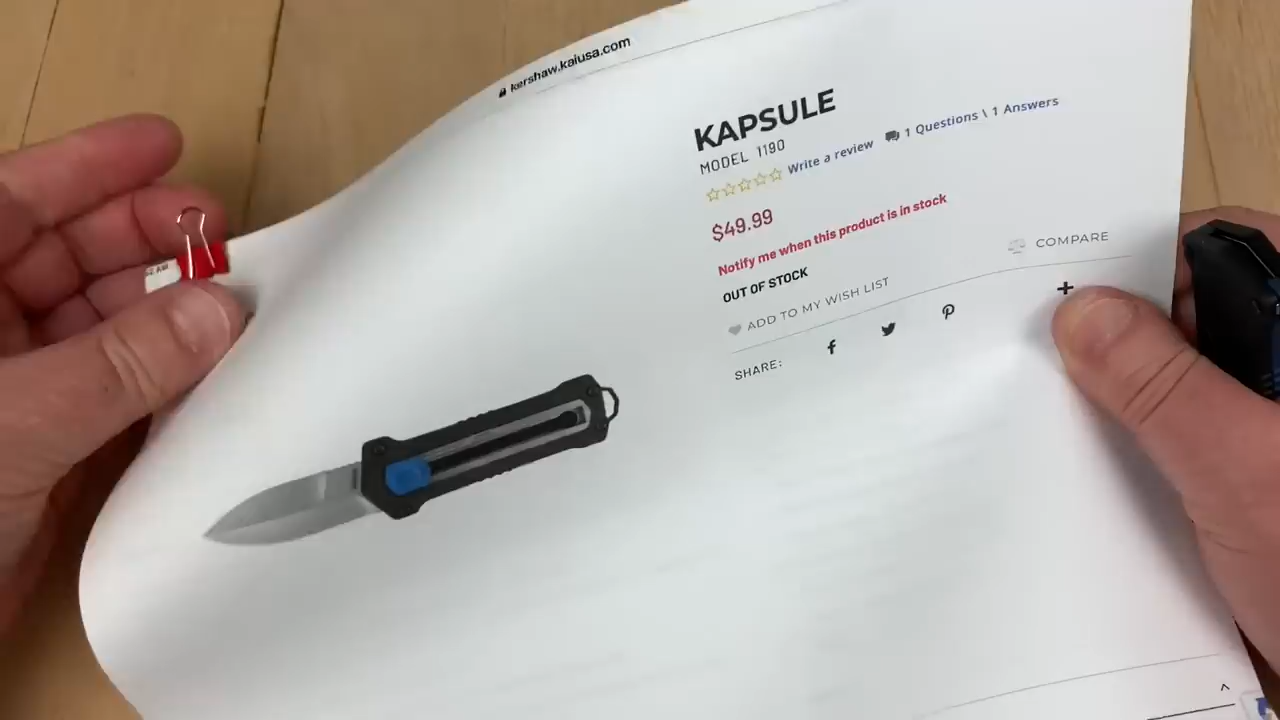 kershaw.kaiusa.com
KAPSULE
MODEL 1190
Write a review 1 Questions \ 1 Answers
$49.99
Notify me when this product is in stock
OUT OF STOCK
COMPARE
ADD TO MY WISH LIST
SHARE: